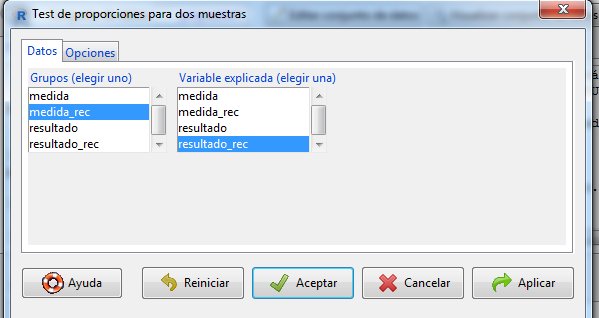 Test de proporciones para dos muestras
Datos
Opciones
Grupos (elegir uno)
Variable explicada (elegir una)
medida
medida_rec
resultado
resultado_rec
medida
medida_rec
resultado
resultado_rec
Ayuda
Reiniciar
Aceptar
Cancelar
Aplicar